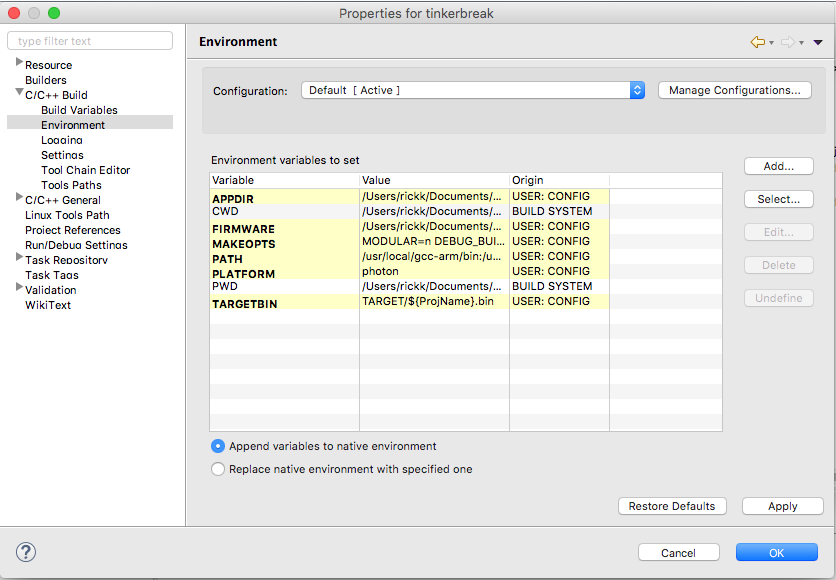 Properties for tinkerbreak
type filter text
Environment
Resource
Builders
C/C++ Build
Build Variables
Environment
Logging
Settings
Tool Chain Editor
Tools Paths
C/C++ General
Linux Tools Path
Project References
Run/Debug Settings
Task Repository
Task Tags
Validation
WikiText
Configuration: Default [ Active ] Manage Configurations...
Environment variables to set
Variable Value Origin
APPDIR /Users/rickk/Documents/... USER: CONFIG
CWD /Users/rickk/Documents/... BUILD SYSTEM
FIRMWARE /Users/rickk/Documents/... USER: CONFIG
MAKEOPTS MODULAR=n DEBUG_BUI... USER: CONFIG
PATH /usr/local/gcc-arm/bin:/u... USER: CONFIG
PLATFORM photon USER: CONFIG
PWD /Users/rickk/Documents/... BUILD SYSTEM
TARGETBIN TARGET/${ProjName}.bin USER: CONFIG
Add...
Select...
Edit...
Delete
Undefine
Append variables to native environment
Replace native environment with specified one
Restore Defaults Apply
? Cancel OK